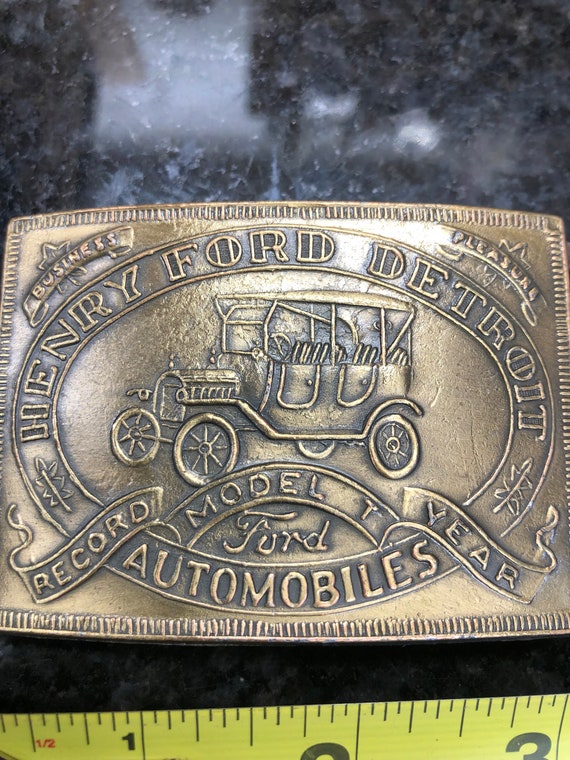 BUSINESS
PLEASURE
HENRY FORD DETROIT
RECORD MODEL T YEAR
Ford
AUTOMOBILES
1/2 1 2 3